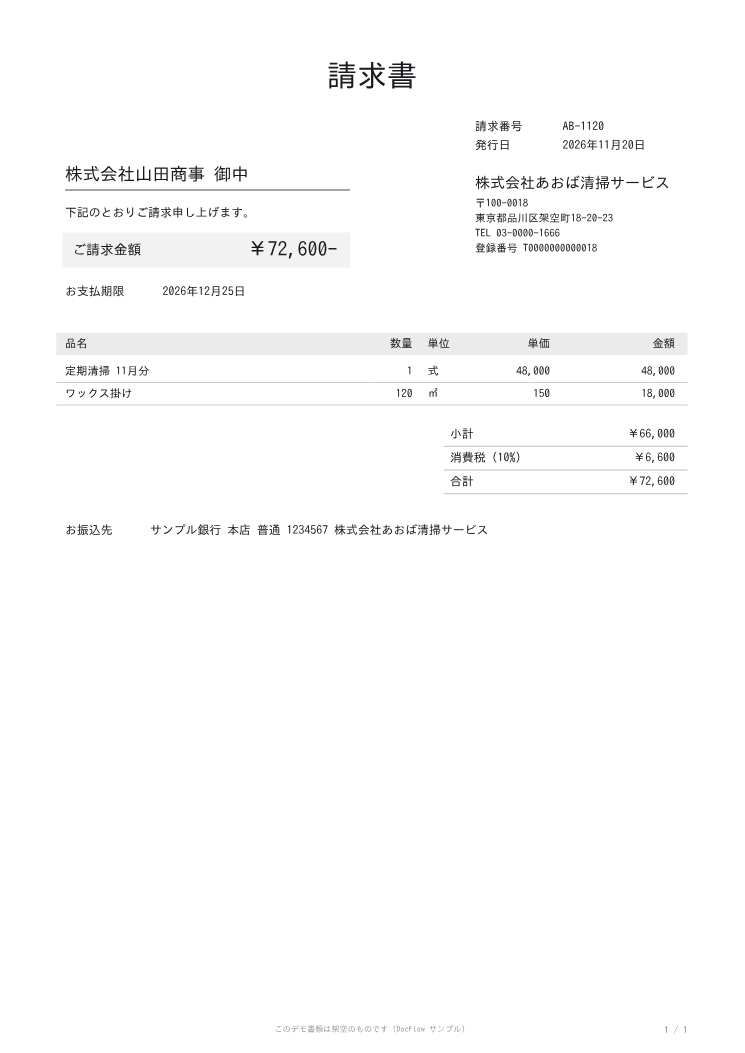 請求書
請求番号 AB-1120
発行日 2026年11月20日
株式会社山田商事 御中
下記のとおりご請求申し上げます。
ご請求金額 ¥72,600-
お支払期限 2026年12月25日
株式会社あおば清掃サービス
〒100-0018
東京都品川区架空町18-20-23
TEL 03-0000-1666
登録番号 T0000000000018
品名 数量 単位 単価 金額
定期清掃 11月分 1 式 48,000 48,000
ワックス掛け 120 ㎡ 150 18,000
小計 ¥66,000
消費税 (10%) ¥6,600
合計 ¥72,600
お振込先 サンプル銀行 本店 普通 1234567 株式会社あおば清掃サービス
このデモ書類は架空のものです (DocFlow サンプル)
1 / 1